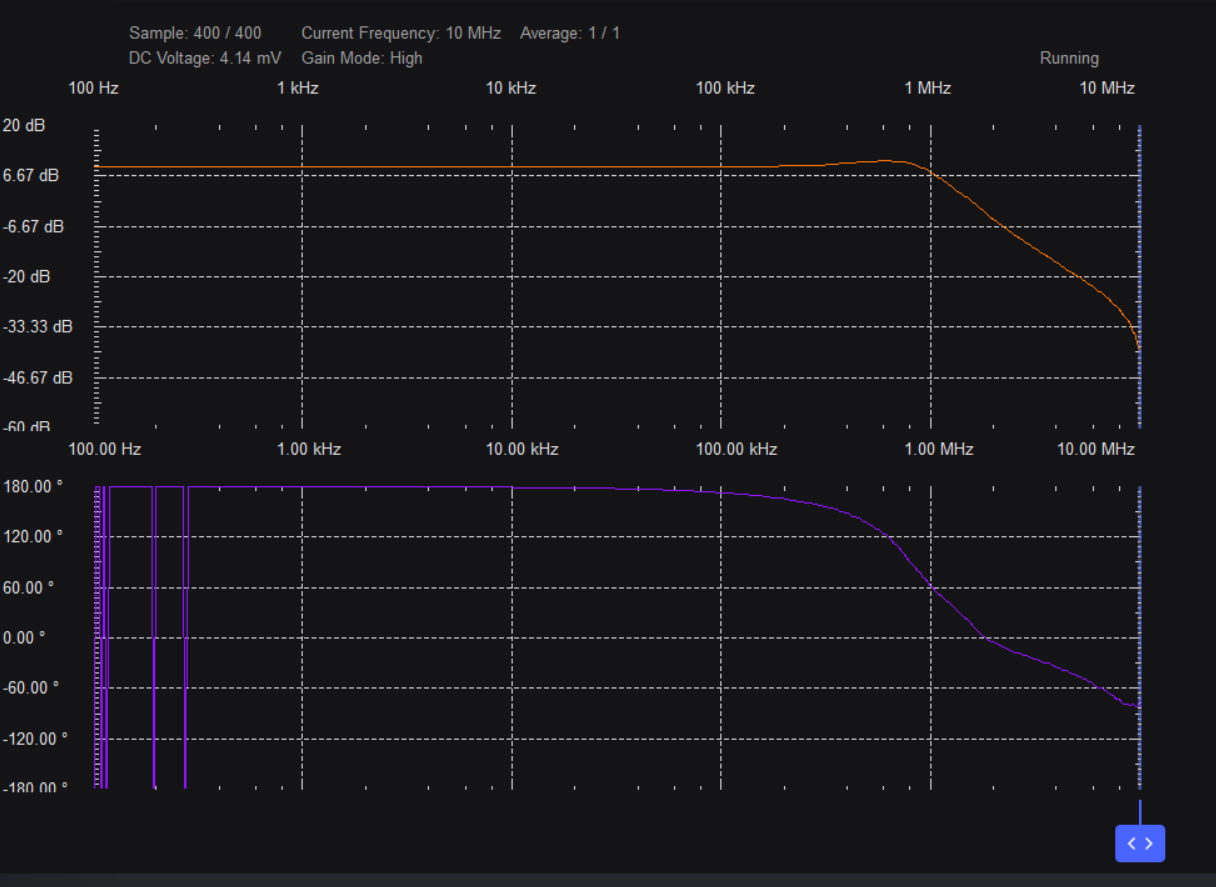 Sample: 400 / 400 Current Frequency: 10 MHz Average: 1 / 1
DC Voltage: 4.14 mV Gain Mode: High Running
100 Hz 1 kHz 10 kHz 100 kHz 1 MHz 10 MHz
20 dB
6.67 dB
-6.67 dB
-20 dB
-33.33 dB
-46.67 dB
-60 dB
100.00 Hz 1.00 kHz 10.00 kHz 100.00 kHz 1.00 MHz 10.00 MHz
180.00 °
120.00 °
60.00 °
0.00 °
-60.00 °
-120.00 °
-180.00 °